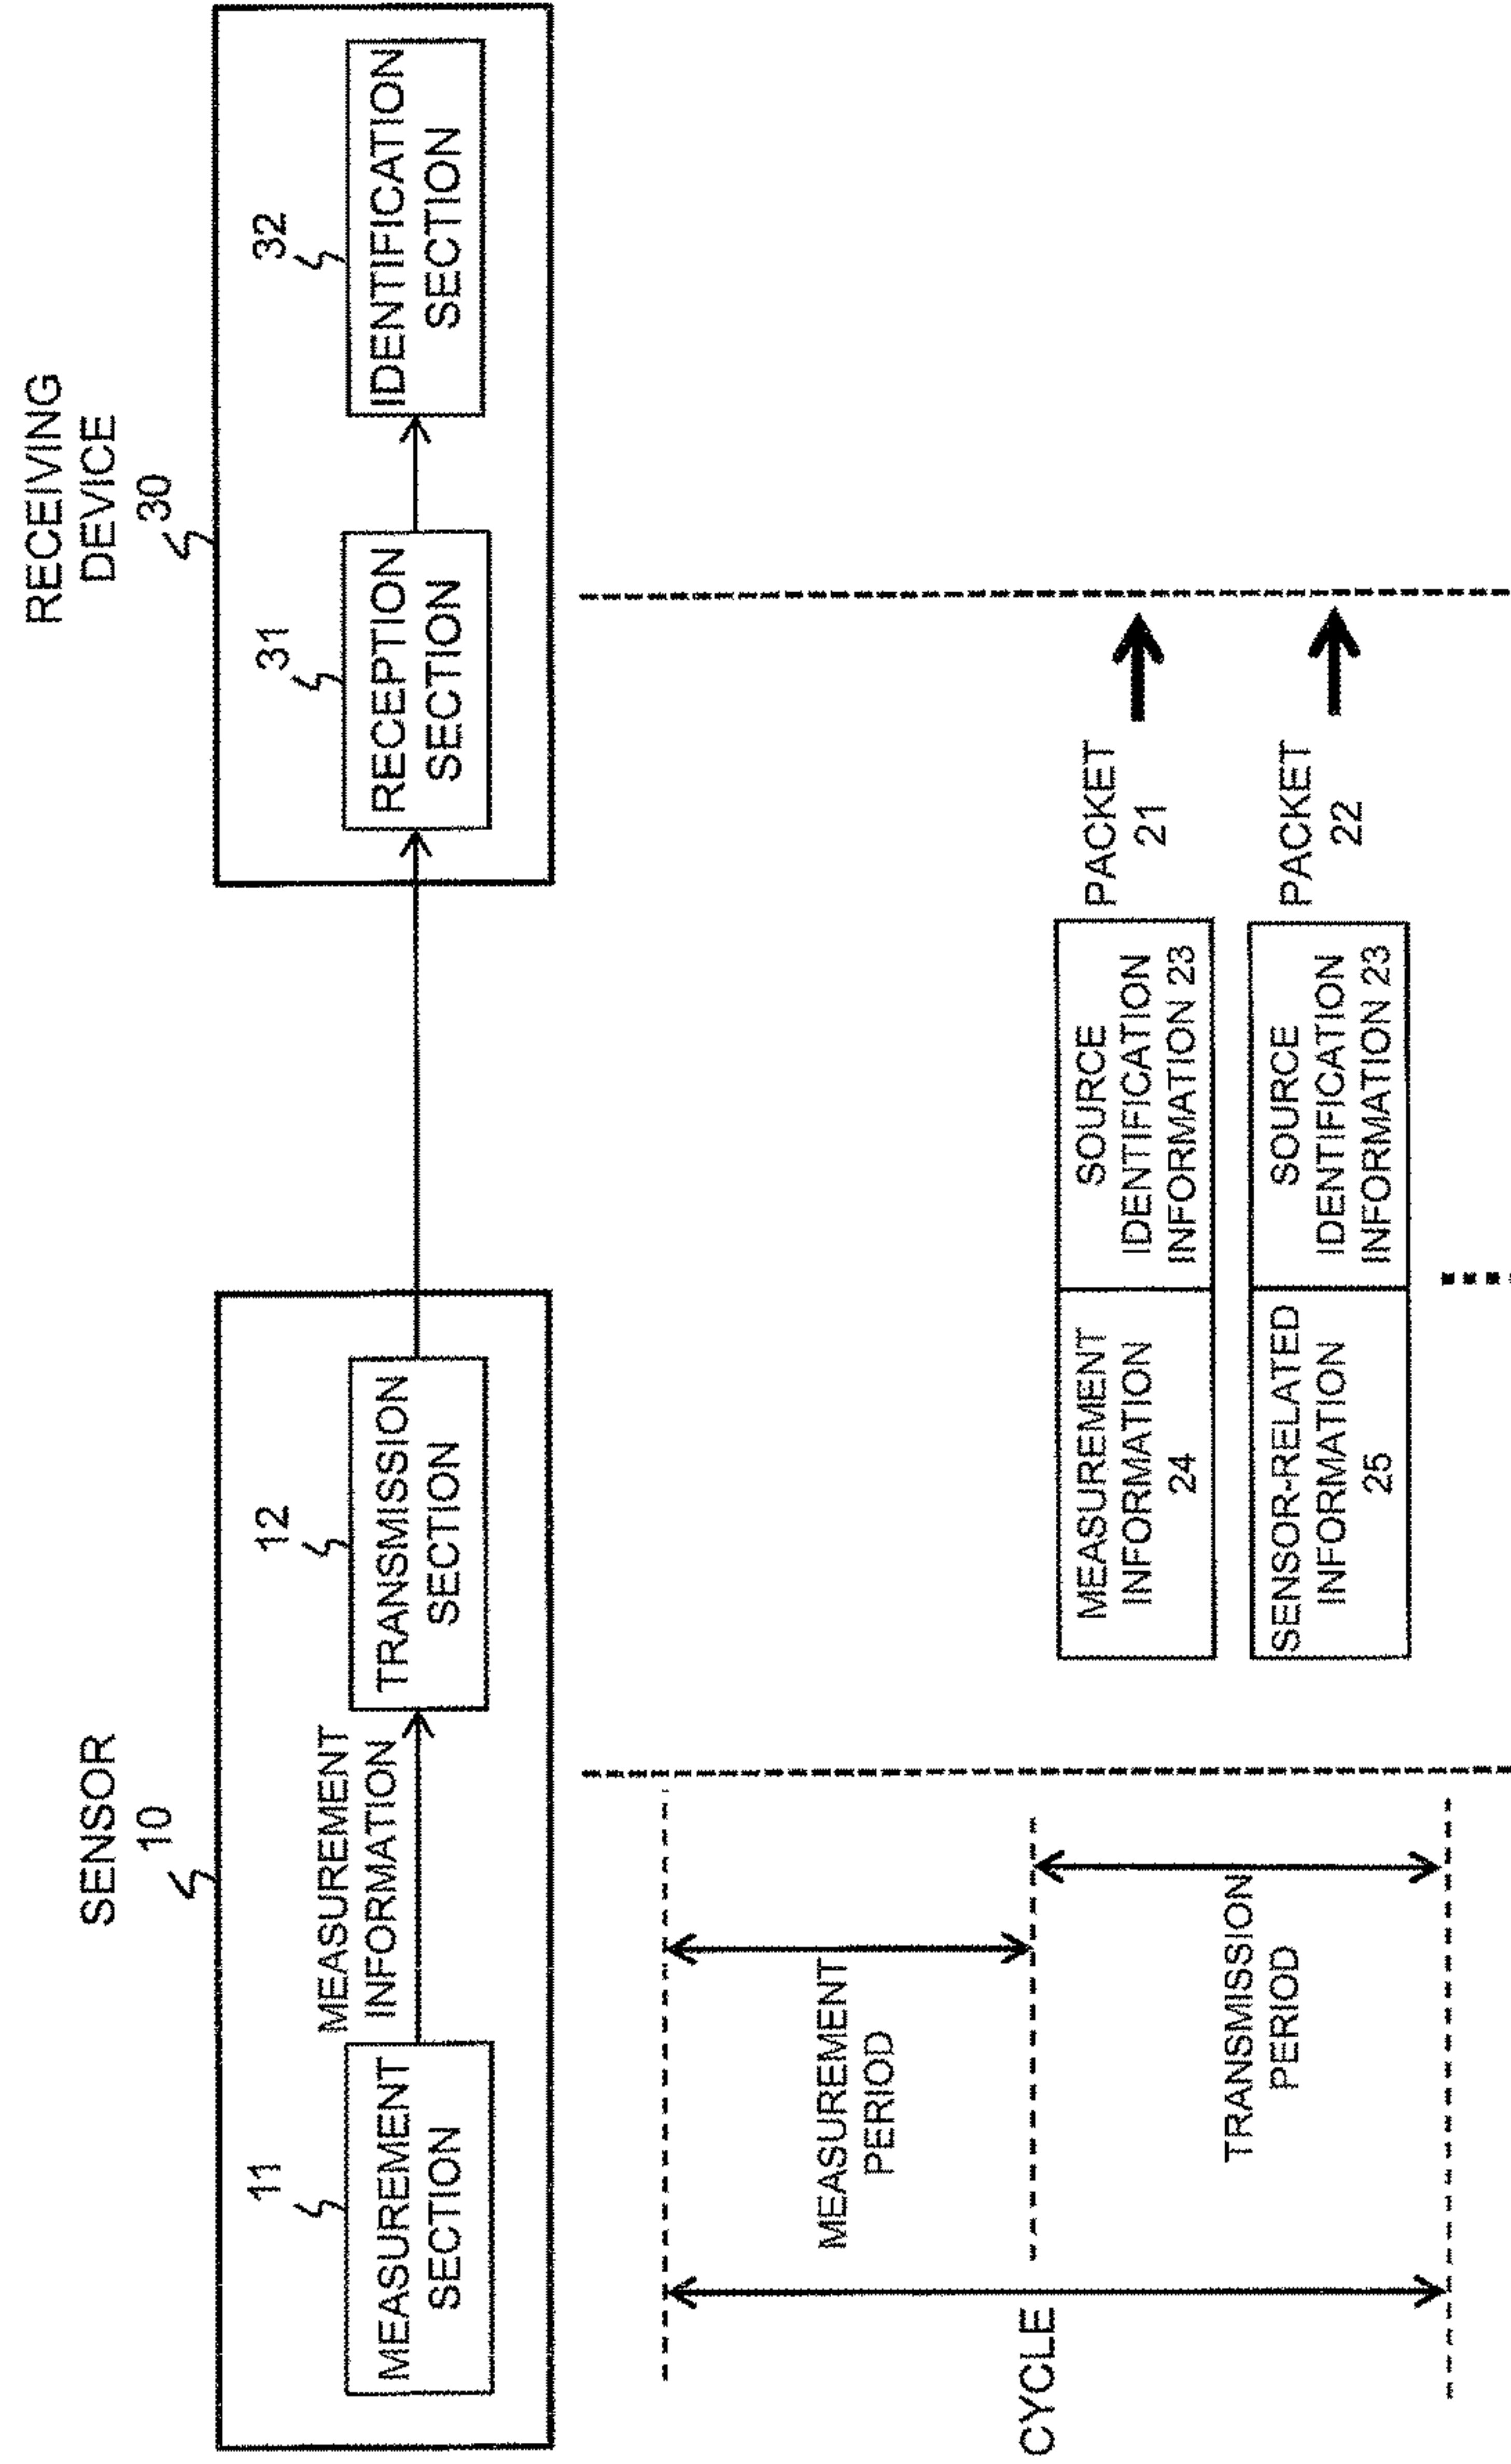 SENSOR
10
RECEIVING
DEVICE
30
11
MEASUREMENT
SECTION
MEASUREMENT
INFORMATION
12
TRANSMISSION
SECTION
31
RECEPTION
SECTION
32
IDENTIFICATION
SECTION
CYCLE
MEASUREMENT
PERIOD
TRANSMISSION
PERIOD
MEASUREMENT
INFORMATION
24
SOURCE
IDENTIFICATION
INFORMATION 23
PACKET
21
SENSOR-RELATED
INFORMATION
25
SOURCE
IDENTIFICATION
INFORMATION 23
PACKET
22